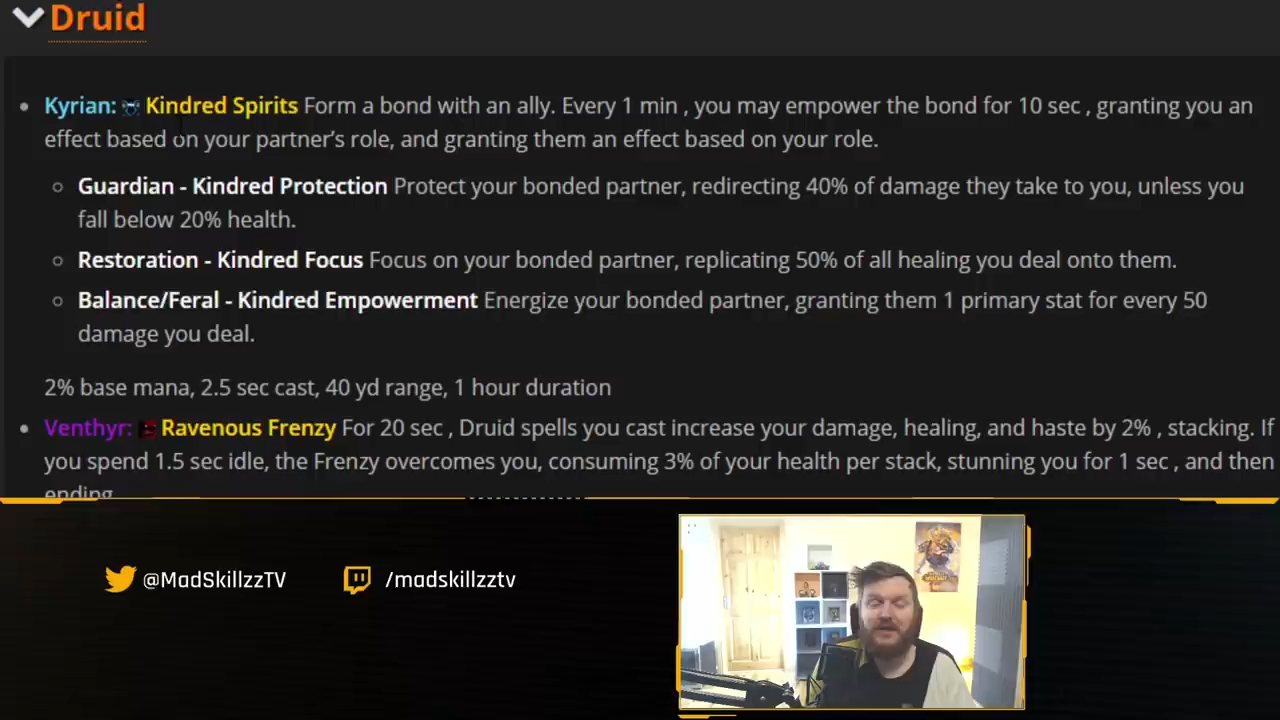 Druid
Kyrian: Kindred Spirits Form a bond with an ally. Every 1 min , you may empower the bond for 10 sec , granting you an
effect based on your partner's role, and granting them an effect based on your role.
Guardian - Kindred Protection Protect your bonded partner, redirecting 40% of damage they take to you, unless you
fall below 20% health.
Restoration - Kindred Focus Focus on your bonded partner, replicating 50% of all healing you deal onto them.
Balance/Feral - Kindred Empowerment Energize your bonded partner, granting them 1 primary stat for every 50
damage you deal.
2% base mana, 2.5 sec cast, 40 yd range, 1 hour duration
Venthyr: Ravenous Frenzy For 20 sec , Druid spells you cast increase your damage, healing, and haste by 2% , stacking. If
you spend 1.5 sec idle, the Frenzy overcomes you, consuming 3% of your health per stack, stunning you for 1 sec , and then
ending
@MadSkillzzTV
/madskillzztv